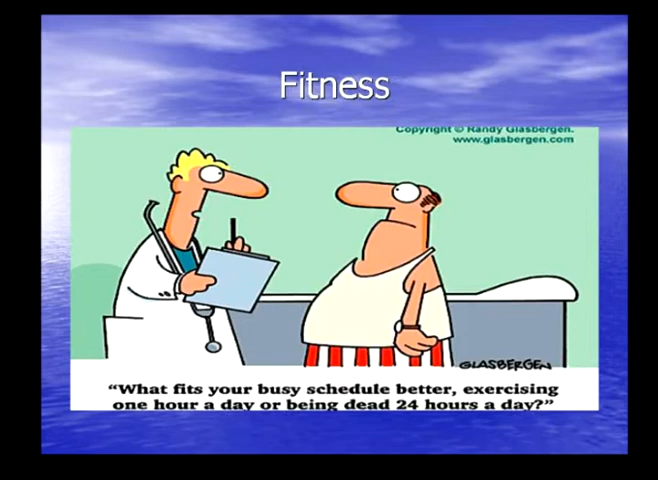 Fitness
Copyright © Randy Glasbergen.
www.glasbergen.com
GLASBERGEN
“What fits your busy schedule better, exercising
one hour a day or being dead 24 hours a day?”